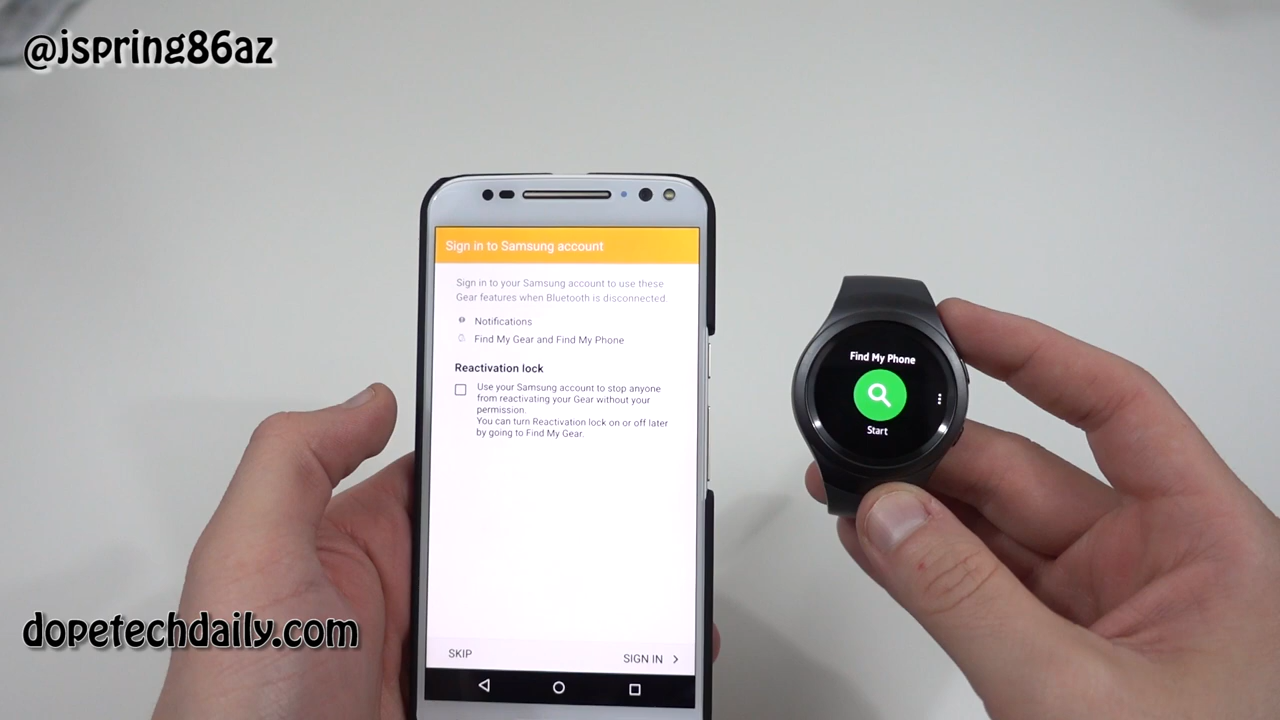 @jspring86az
Sign in to Samsung account
Sign in to your Samsung account to use these
Gear features when Bluetooth is disconnected.
Notifications
Find My Gear and Find My Phone
Reactivation lock
Use your Samsung account to stop anyone
from reactivating your Gear without your
permission.
You can turn Reactivation lock on or off later
by going to Find My Gear.
SKIP
SIGN IN
Find My Phone
Start
dopetechdaily.com